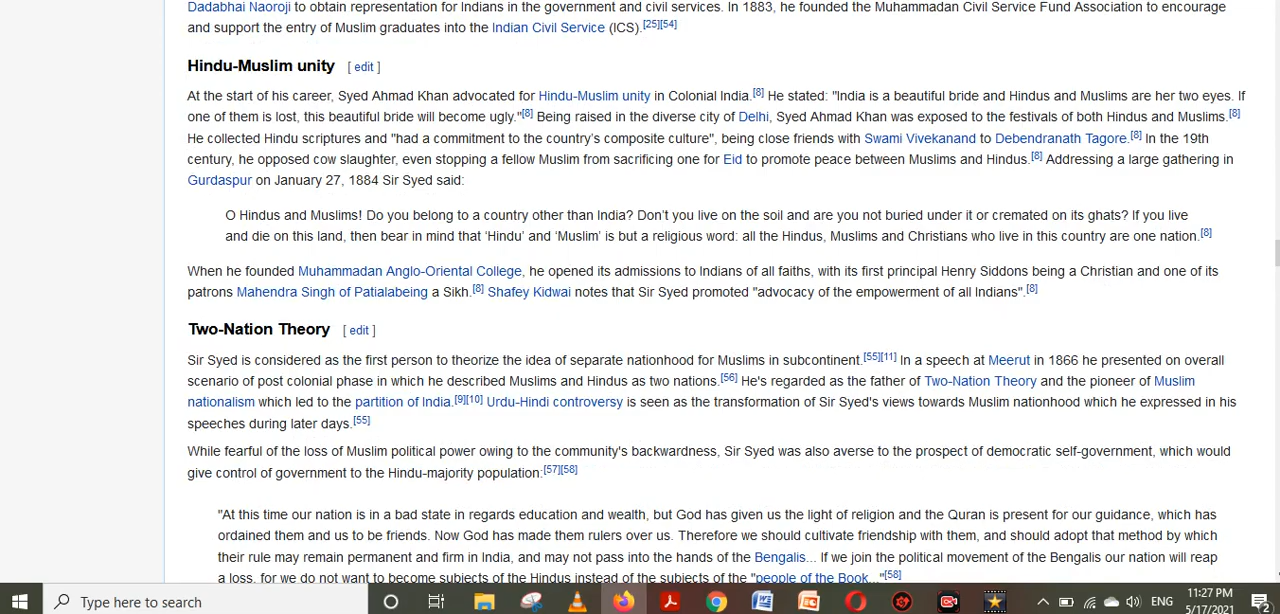 Dadabhai Naoroji to obtain representation for Indians in the government and civil services. In 1883, he founded the Muhammadan Civil Service Fund Association to encourage
and support the entry of Muslim graduates into the Indian Civil Service (ICS).[25][54]
Hindu-Muslim unity [ edit ]
At the start of his career, Syed Ahmad Khan advocated for Hindu-Muslim unity in Colonial India.[8] He stated: "India is a beautiful bride and Hindus and Muslims are her two eyes. If
one of them is lost, this beautiful bride will become ugly."[8] Being raised in the diverse city of Delhi, Syed Ahmad Khan was exposed to the festivals of both Hindus and Muslims.[8]
He collected Hindu scriptures and "had a commitment to the country's composite culture", being close friends with Swami Vivekanand to Debendranath Tagore.[8] In the 19th
century, he opposed cow slaughter, even stopping a fellow Muslim from sacrificing one for Eid to promote peace between Muslims and Hindus.[8] Addressing a large gathering in
Gurdaspur on January 27, 1884 Sir Syed said:
O Hindus and Muslims! Do you belong to a country other than India? Don't you live on the soil and are you not buried under it or cremated on its ghats? If you live
and die on this land, then bear in mind that 'Hindu' and 'Muslim' is but a religious word: all the Hindus, Muslims and Christians who live in this country are one nation.[8]
When he founded Muhammadan Anglo-Oriental College, he opened its admissions to Indians of all faiths, with its first principal Henry Siddons being a Christian and one of its
patrons Mahendra Singh of Patialabeing a Sikh.[8] Shafey Kidwai notes that Sir Syed promoted "advocacy of the empowerment of all Indians".[8]
Two-Nation Theory [ edit ]
Sir Syed is considered as the first person to theorize the idea of separate nationhood for Muslims in subcontinent.[55][11] In a speech at Meerut in 1866 he presented on overall
scenario of post colonial phase in which he described Muslims and Hindus as two nations.[56] He's regarded as the father of Two-Nation Theory and the pioneer of Muslim
nationalism which led to the partition of India.[9][10] Urdu-Hindi controversy is seen as the transformation of Sir Syed's views towards Muslim nationhood which he expressed in his
speeches during later days.[55]
While fearful of the loss of Muslim political power owing to the community's backwardness, Sir Syed was also averse to the prospect of democratic self-government, which would
give control of government to the Hindu-majority population:[57][58]
"At this time our nation is in a bad state in regards education and wealth, but God has given us the light of religion and the Quran is present for our guidance, which has
ordained them and us to be friends. Now God has made them rulers over us. Therefore we should cultivate friendship with them, and should adopt that method by which
their rule may remain permanent and firm in India, and may not pass into the hands of the Bengalis... If we join the political movement of the Bengalis our nation will reap
a loss, for we do not want to become subjects of the Hindus instead of the subjects of the "people of the Book..."[58]
Type here to search
ENG
11:27 PM
5/17/2021
2